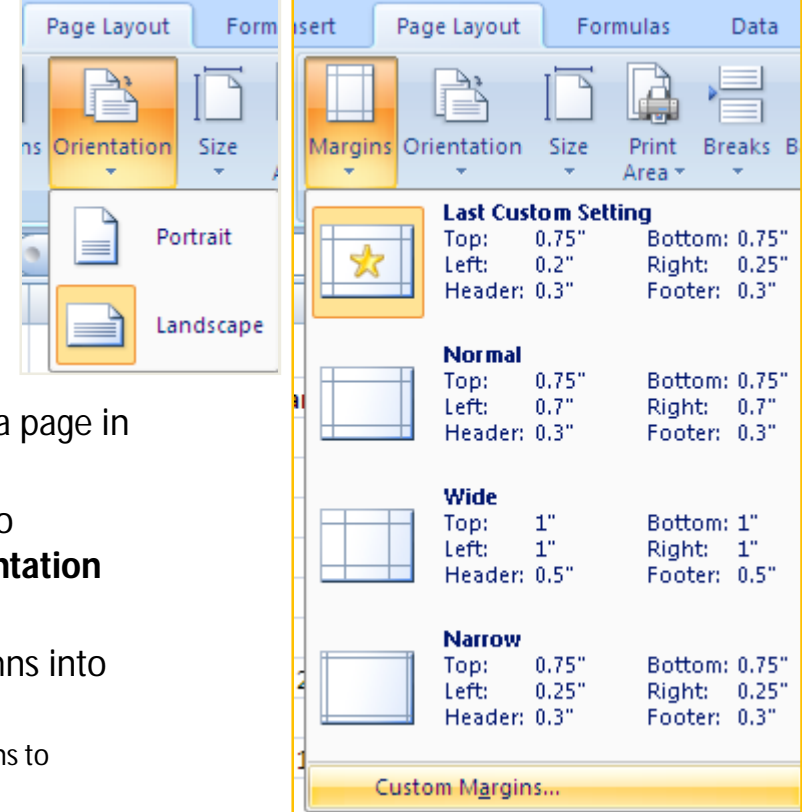 Page Layout Form
Orientation Size
Portrait
Landscape
a page in
ntation
nns into
ns to
sert Page Layout Formulas Data
Margins Orientation Size Print Area Breaks B
Last Custom Setting
Top: 0.75" Bottom: 0.75"
Left: 0.2" Right: 0.25"
Header: 0.3" Footer: 0.3"
Normal
Top: 0.75" Bottom: 0.75"
Left: 0.7" Right: 0.7"
Header: 0.3" Footer: 0.3"
Wide
Top: 1" Bottom: 1"
Left: 1" Right: 1"
Header: 0.5" Footer: 0.5"
Narrow
Top: 0.75" Bottom: 0.75"
Left: 0.25" Right: 0.25"
Header: 0.3" Footer: 0.3"
Custom Margins...